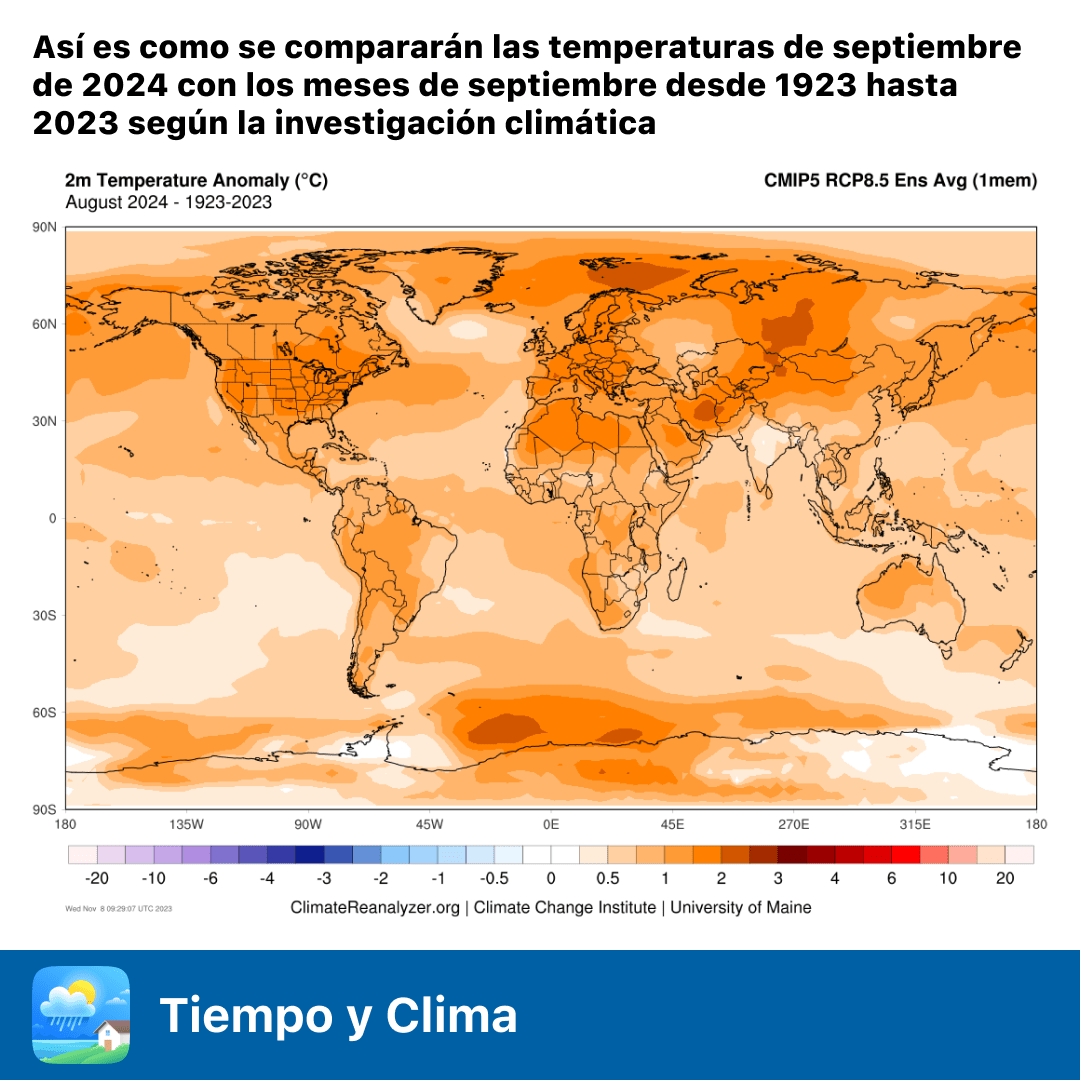 Así es como se compararán las temperaturas de septiembre
de 2024 con los meses de septiembre desde 1923 hasta
2023 según la investigación climática
2m Temperature Anomaly (°C)
CMIP5 RCP8.5 Ens Avg (1mem)
August 2024 - 1923-2023
90N
60N
30N
0
30S
60S
90S
180 135W 90W 45W 0E 45E 270E 315E 180
-20 -10 -6 -4 -3 -2 -1 -0.5 0 0.5 1 2 3 4 6 10 20
Wed Nov 8 09:29:07 UTC 2023
ClimateReanalyzer.org | Climate Change Institute | University of Maine
Tiempo y Clima